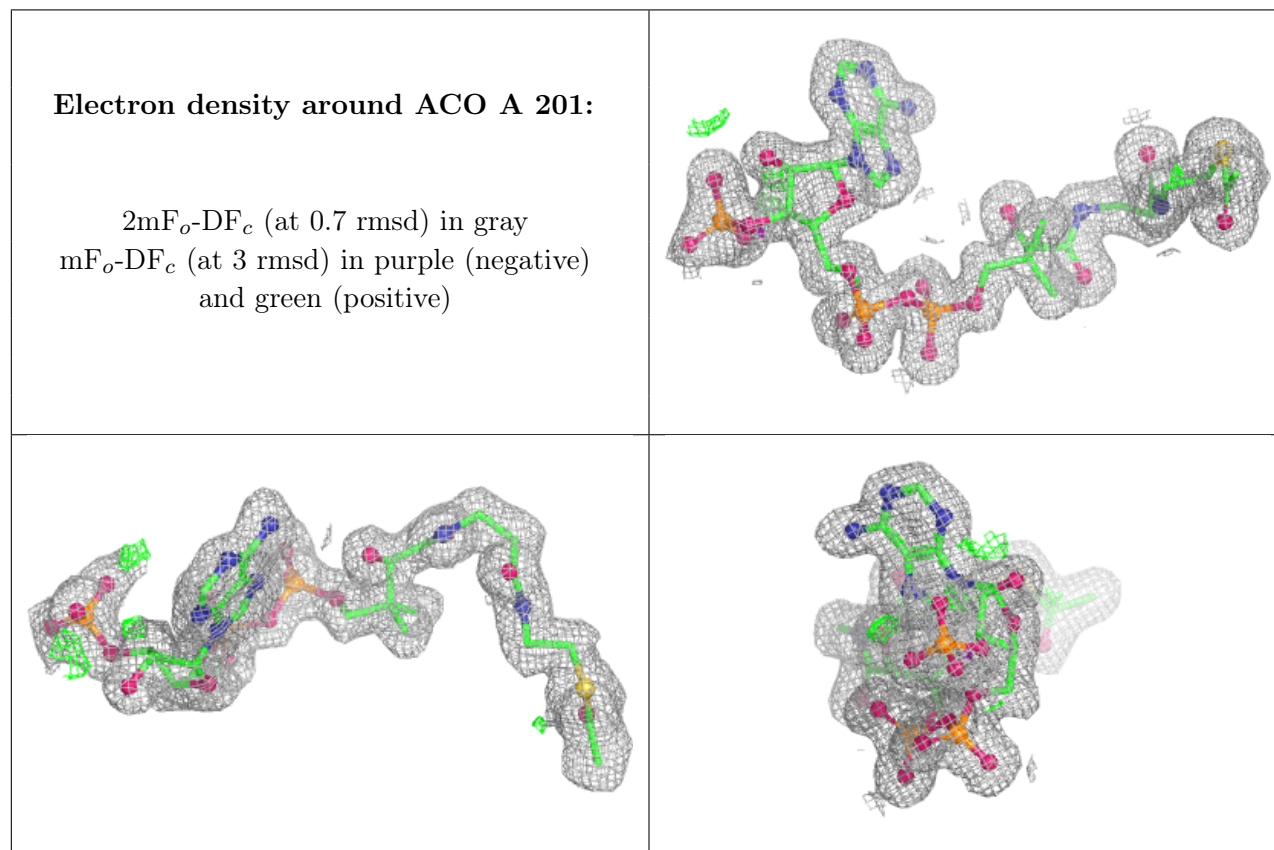 Electron density around ACO A 201:
2mFo-DFc (at 0.7 rmsd) in gray
mFo-DFc (at 3 rmsd) in purple (negative)
and green (positive)